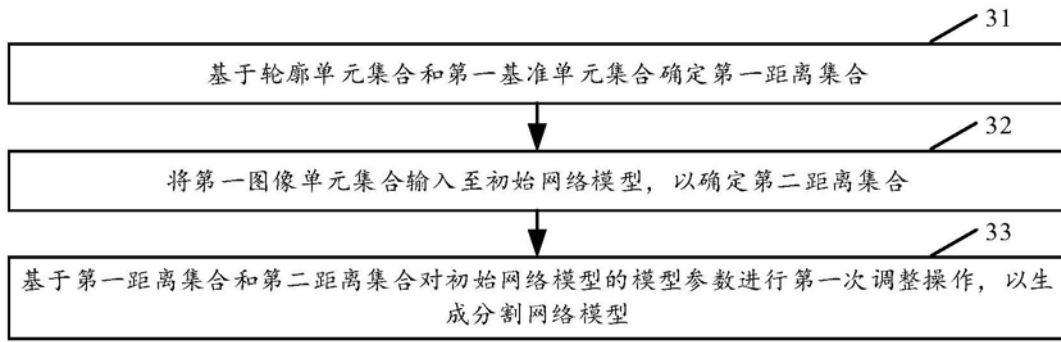 31
基于轮廓单元集合和第一基准单元集合确定第一距离集合
32
将第一图像单元集合输入至初始网络模型，以确定第二距离集合
33
基于第一距离集合和第二距离集合对初始网络模型的模型参数进行第一次调整操作，以生
成分割网络模型